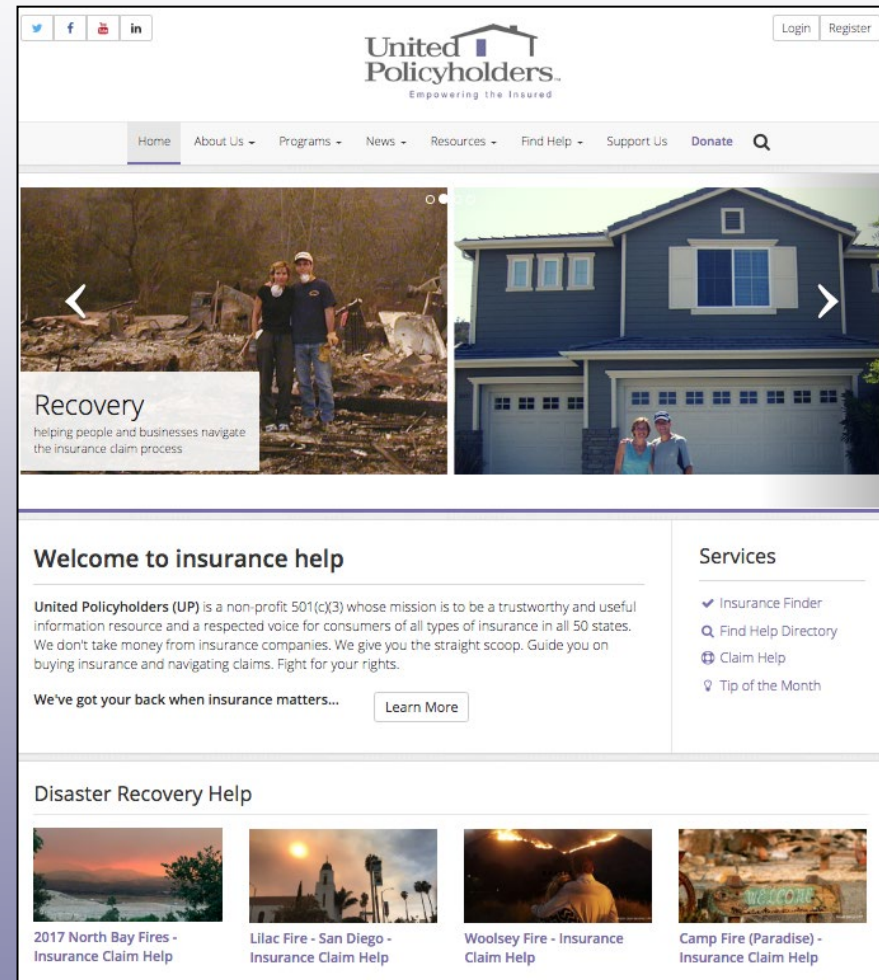 Login Register
United
Policyholders
Empowering the Insured
Home About Us Programs News Resources Find Help Support Us Donate
Recovery
helping people and businesses navigate
the insurance claim process
Welcome to insurance help
United Policyholders (UP) is a non-profit 501(c)(3) whose mission is to be a trustworthy and useful
information resource and a respected voice for consumers of all types of insurance in all 50 states.
We don't take money from insurance companies. We give you the straight scoop. Guide you on
buying insurance and navigating claims. Fight for your rights.
We've got your back when insurance matters...
Learn More
Services
Insurance Finder
Find Help Directory
Claim Help
Tip of the Month
Disaster Recovery Help
WELCOME
2017 North Bay Fires -
Insurance Claim Help
Lilac Fire - San Diego -
Insurance Claim Help
Woolsey Fire - Insurance
Claim Help
Camp Fire (Paradise) -
Insurance Claim Help